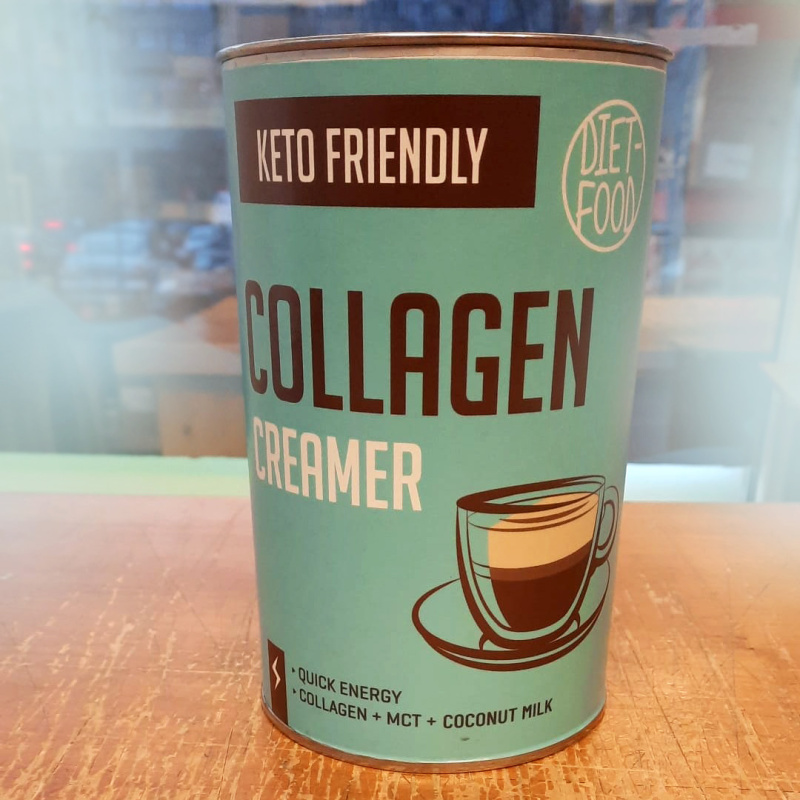 KETO FRIENDLY
DIET-
FOOD
COLLAGEN
CREAMER
QUICK ENERGY
COLLAGEN + MCT + COCONUT MILK